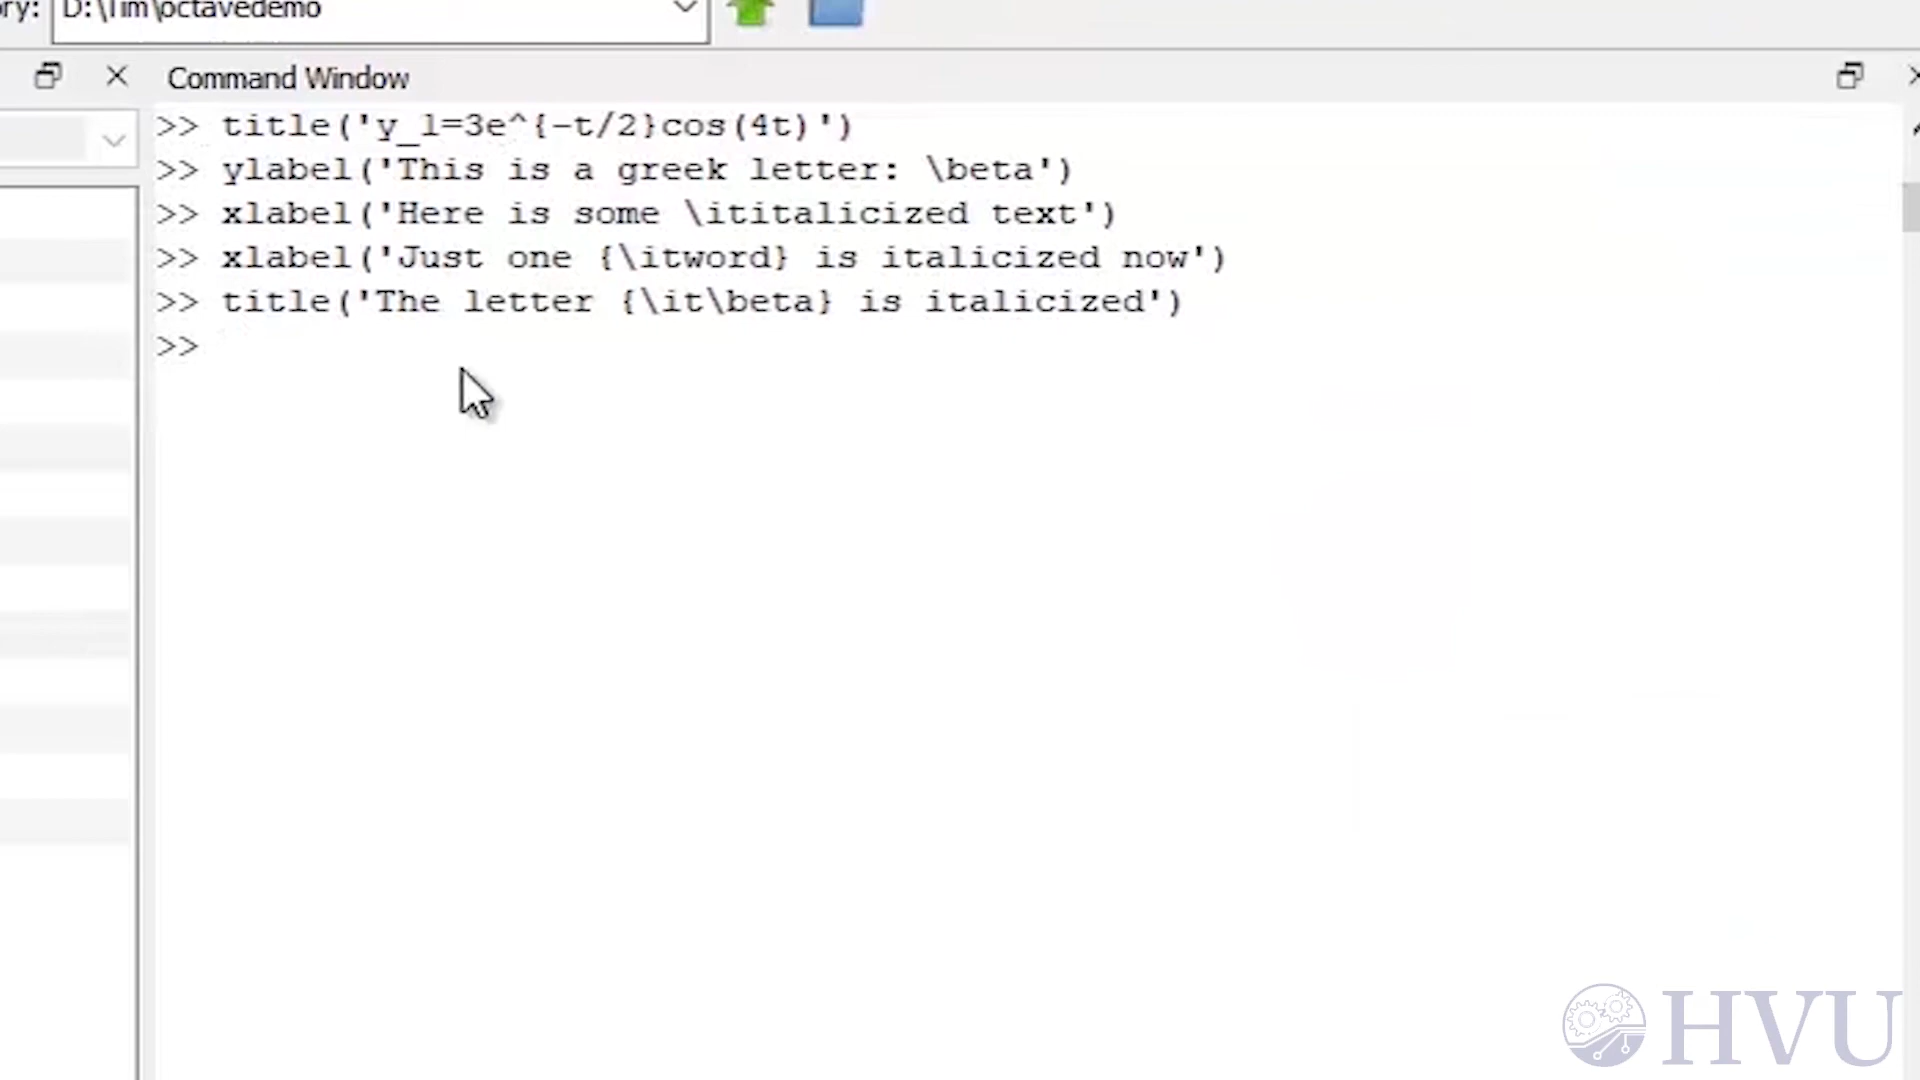 ory: D:\Tim\octavedemo
Command Window
>> title('y_1=3e^{-t/2}cos(4t)')
>> ylabel('This is a greek letter: \beta')
>> xlabel('Here is some \ititalicized text')
>> xlabel('Just one {\itword} is italicized now')
>> title('The letter {\it\beta} is italicized')
>>
HVU